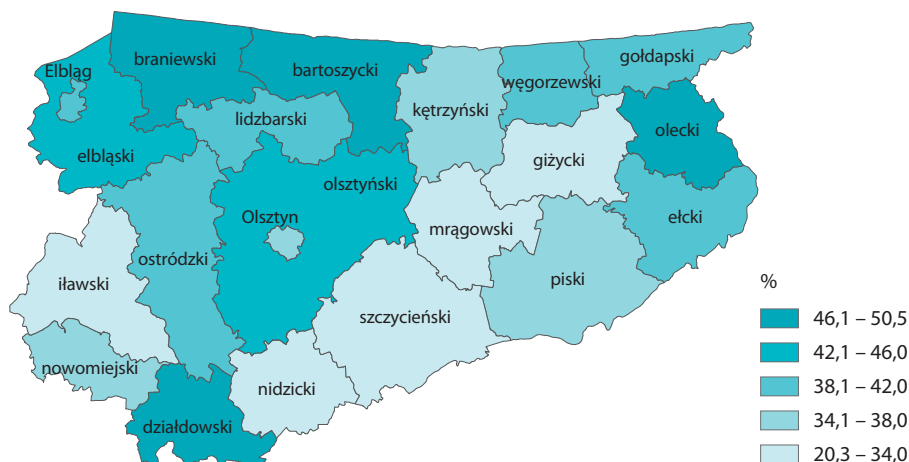 Elbląg
braniewski
bartoszycki
gołdapski
węgorzewski
kętrzyński
lidzbarski
olecki
elbląski
giżycki
olsztyński
Olsztyn
ełcki
mrągowski
ostródzki
iławski
piski
szczycieński
nowomiejski
nidzicki
działdowski
%
46,1 – 50,5
42,1 – 46,0
38,1 – 42,0
34,1 – 38,0
20,3 – 34,0